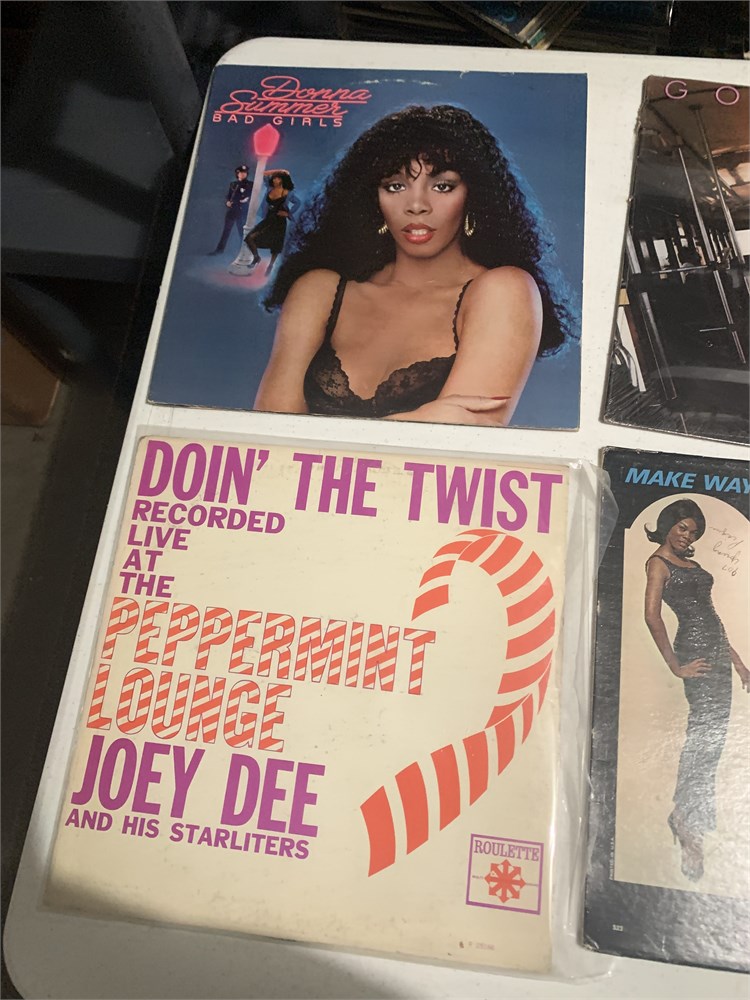 Donna
Summer
BAD GIRLS
GO
DOIN' THE TWIST
RECORDED
LIVE
AT
THE
PEPPERMINT
LOUNGE
JOEY DEE
AND HIS STARLITERS
ROULETTE
MAKE WAY